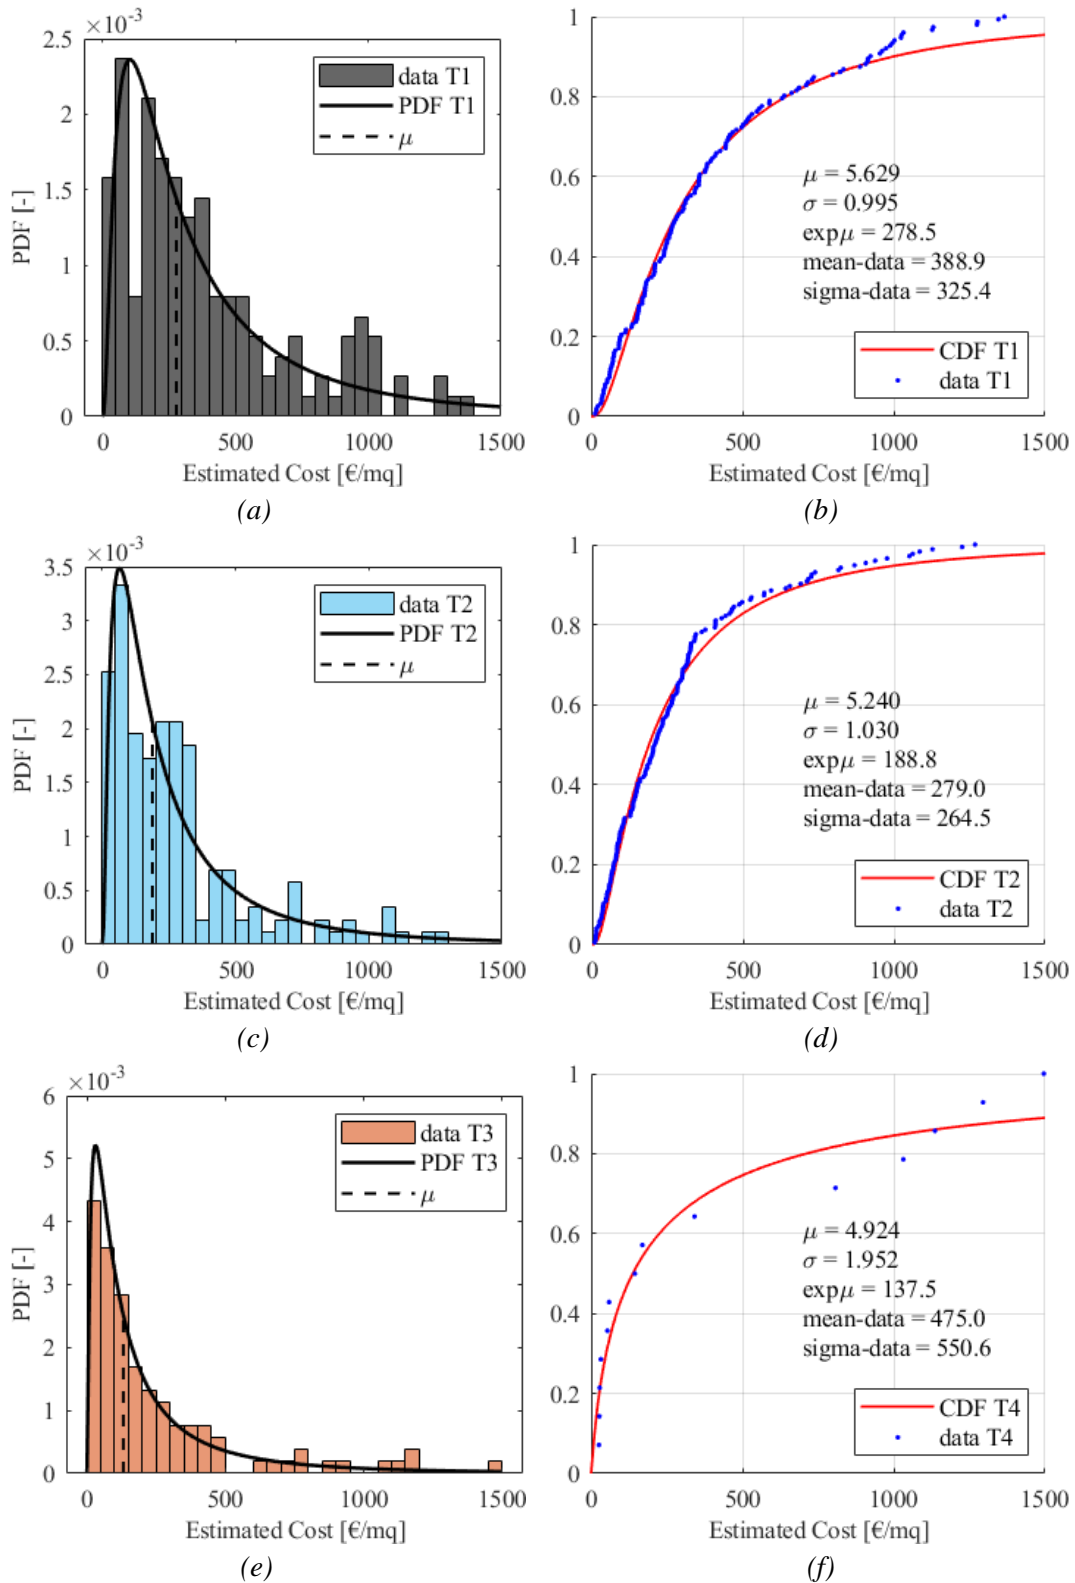 ×10⁻³
2.5
2
1.5
1
0.5
0
PDF [-]
data T1
PDF T1
μ
0 500 1000 1500
Estimated Cost [€/mq]
(a)
1
0.8
0.6
0.4
0.2
0
μ = 5.629
σ = 0.995
expμ = 278.5
mean-data = 388.9
sigma-data = 325.4
CDF T1
data T1
0 500 1000 1500
Estimated Cost [€/mq]
(b)
×10⁻³
3.5
3
2.5
2
1.5
1
0.5
0
PDF [-]
data T2
PDF T2
μ
0 500 1000 1500
Estimated Cost [€/mq]
(c)
1
0.8
0.6
0.4
0.2
0
μ = 5.240
σ = 1.030
expμ = 188.8
mean-data = 279.0
sigma-data = 264.5
CDF T2
data T2
0 500 1000 1500
Estimated Cost [€/mq]
(d)
×10⁻³
6
5
4
3
2
1
0
PDF [-]
data T3
PDF T3
μ
0 500 1000 1500
Estimated Cost [€/mq]
(e)
1
0.8
0.6
0.4
0.2
0
μ = 4.924
σ = 1.952
expμ = 137.5
mean-data = 475.0
sigma-data = 550.6
CDF T4
data T4
0 500 1000 1500
Estimated Cost [€/mq]
(f)